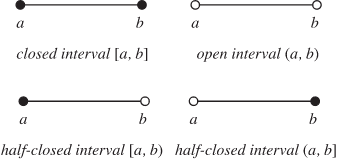 a b a b
closed interval [a, b] open interval (a, b)
a b a b
half-closed interval [a, b) half-closed interval (a, b]